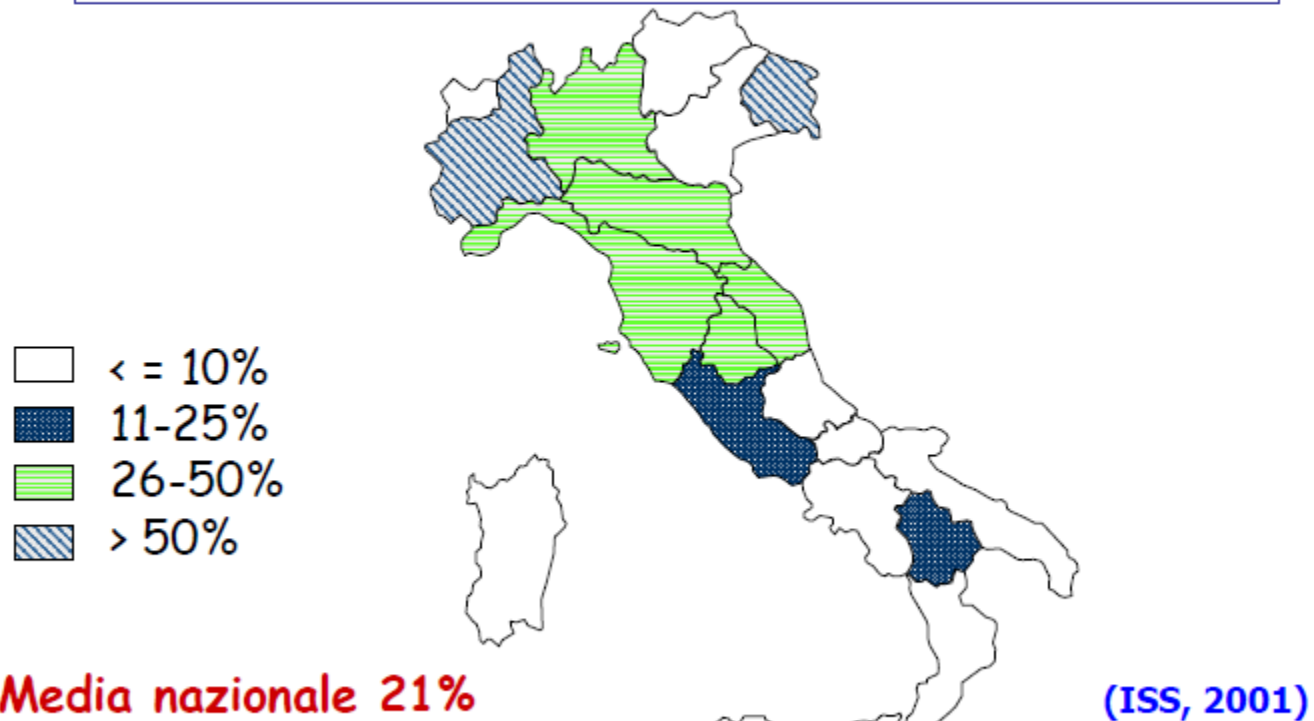 < = 10%
11-25%
26-50%
> 50%
Media nazionale 21%
(ISS, 2001)